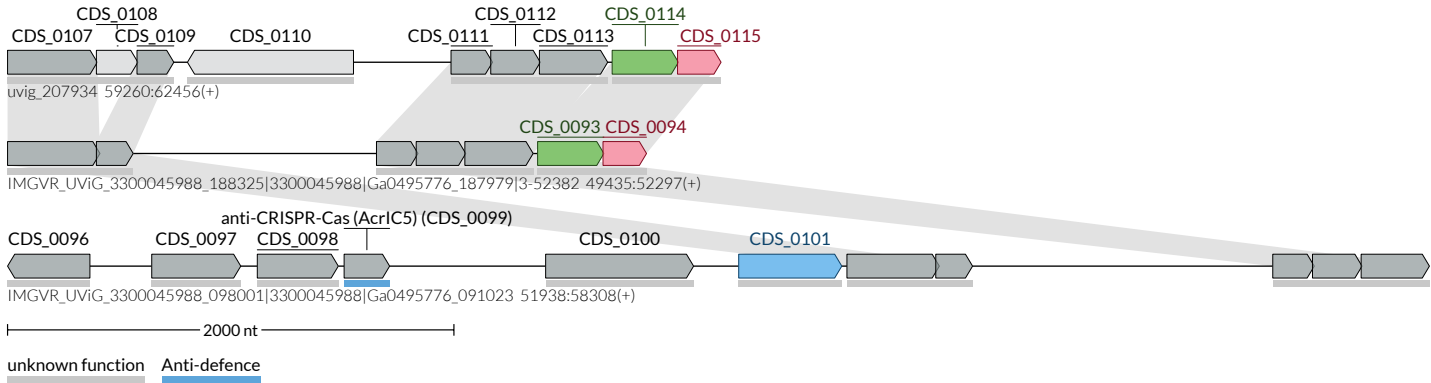 CDS_0108 CDS_0112 CDS_0114
CDS_0107 CDS_0109 CDS_0110 CDS_0111 CDS_0113 CDS_0115
uvig_207934 59260:62456(+)
CDS_0093 CDS_0094
IMGVR_UViG_3300045988_188325|3300045988|Ga0495776_187979|3-52382 49435:52297(+)
anti-CRISPR-Cas (AcrIC5) (CDS_0099)
CDS_0096 CDS_0097 CDS_0098 CDS_0100 CDS_0101
IMGVR_UViG_3300045988_098001|3300045988|Ga0495776_091023 51938:58308(+)
2000 nt
unknown function Anti-defence